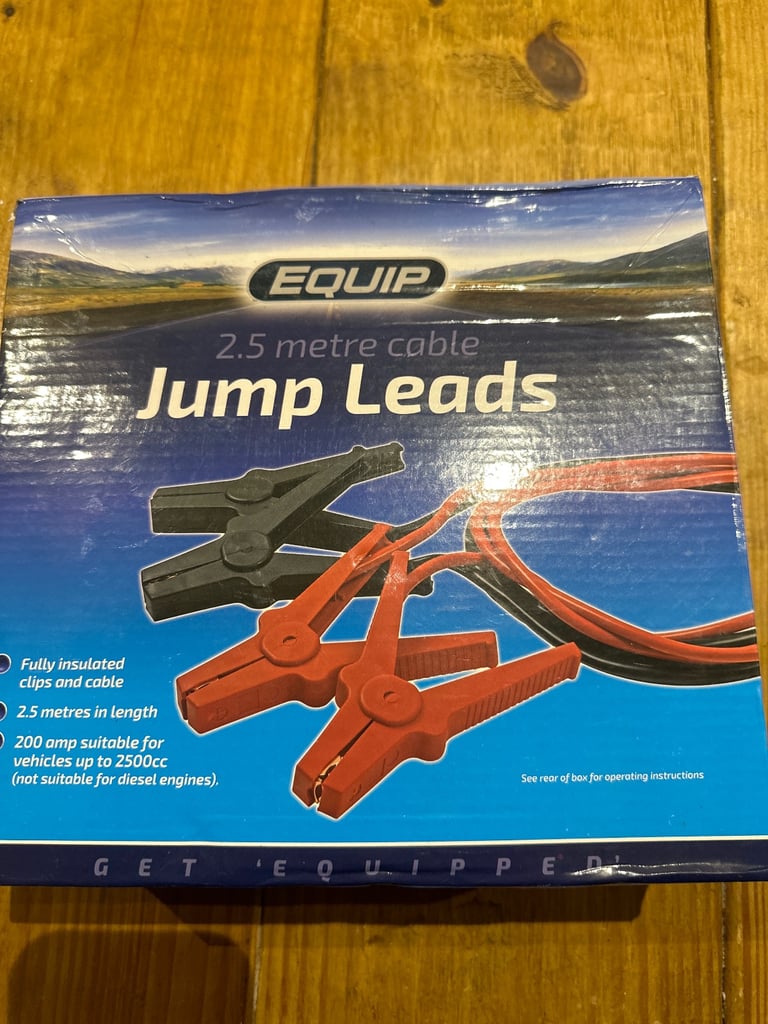 EQUIP
2.5 metre cable
Jump Leads
Fully insulated
clips and cable
2.5 metres in length
200 amp suitable for
vehicles up to 2500cc
(not suitable for diesel engines).
See rear of box for operating instructions
GET 'EQUIPPED'